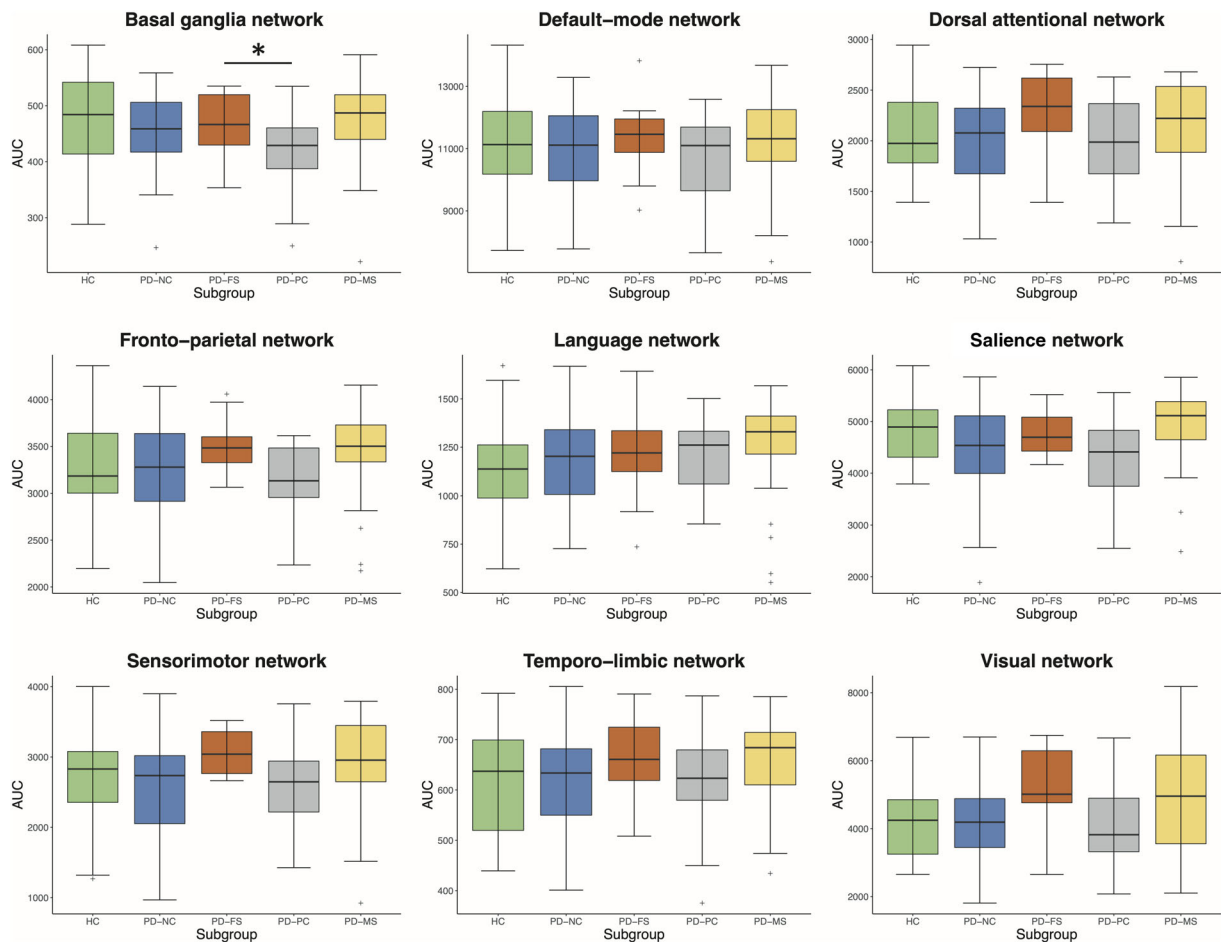 Basal ganglia network
*
600
500
400
300
AUC
HC PD−NC PD−FS PD−PC PD−MS
Subgroup
Default−mode network
13000
11000
9000
AUC
HC PD−NC PD−FS PD−PC PD−MS
Subgroup
Dorsal attentional network
3000
2500
2000
1500
1000
AUC
HC PD−NC PD−FS PD−PC PD−MS
Subgroup
Fronto−parietal network
4000
3500
3000
2500
2000
AUC
HC PD−NC PD−FS PD−PC PD−MS
Subgroup
Language network
1500
1250
1000
750
500
AUC
HC PD−NC PD−FS PD−PC PD−MS
Subgroup
Salience network
6000
5000
4000
3000
2000
AUC
HC PD−NC PD−FS PD−PC PD−MS
Subgroup
Sensorimotor network
4000
3000
2000
1000
AUC
HC PD−NC PD−FS PD−PC PD−MS
Subgroup
Temporo−limbic network
800
700
600
500
400
AUC
HC PD−NC PD−FS PD−PC PD−MS
Subgroup
Visual network
8000
6000
4000
2000
AUC
HC PD−NC PD−FS PD−PC PD−MS
Subgroup